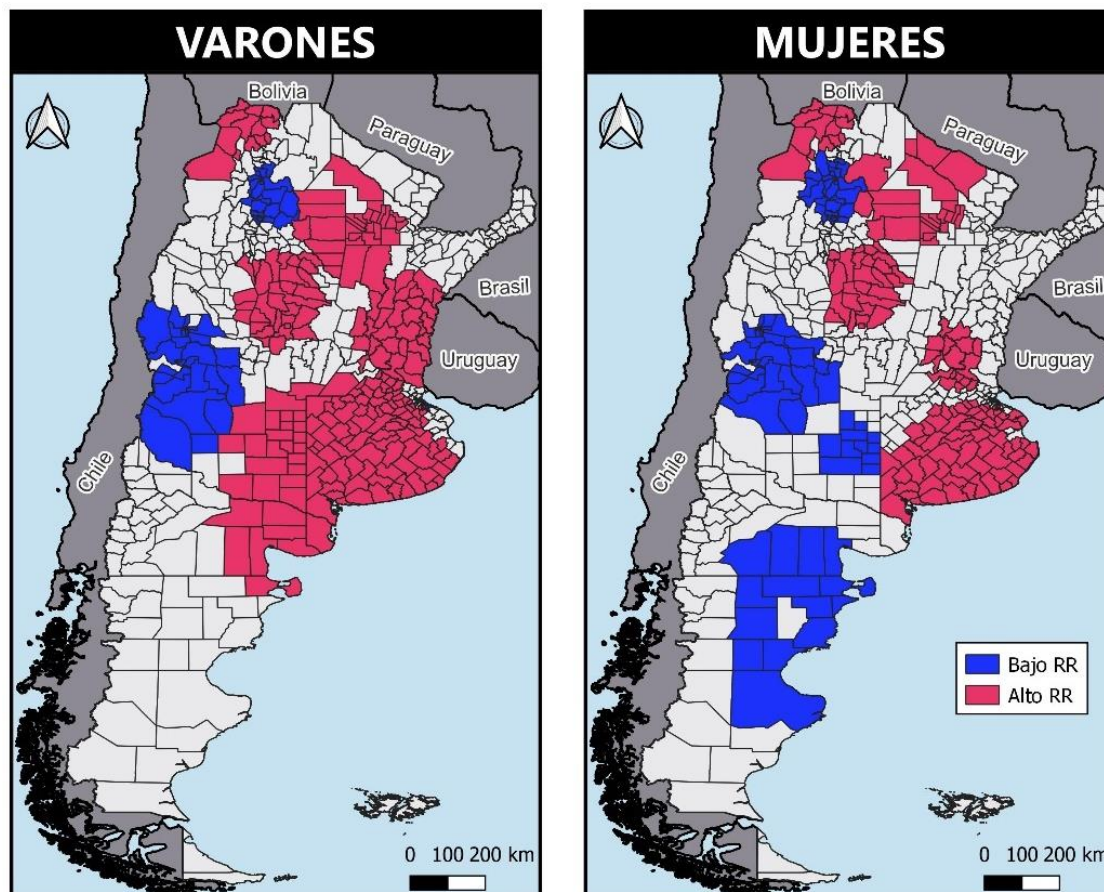 VARONES
Bolivia
Paraguay
Brasil
Uruguay
Chile
0 100 200 km
MUJERES
Bolivia
Paraguay
Brasil
Uruguay
Chile
Bajo RR
Alto RR
0 100 200 km